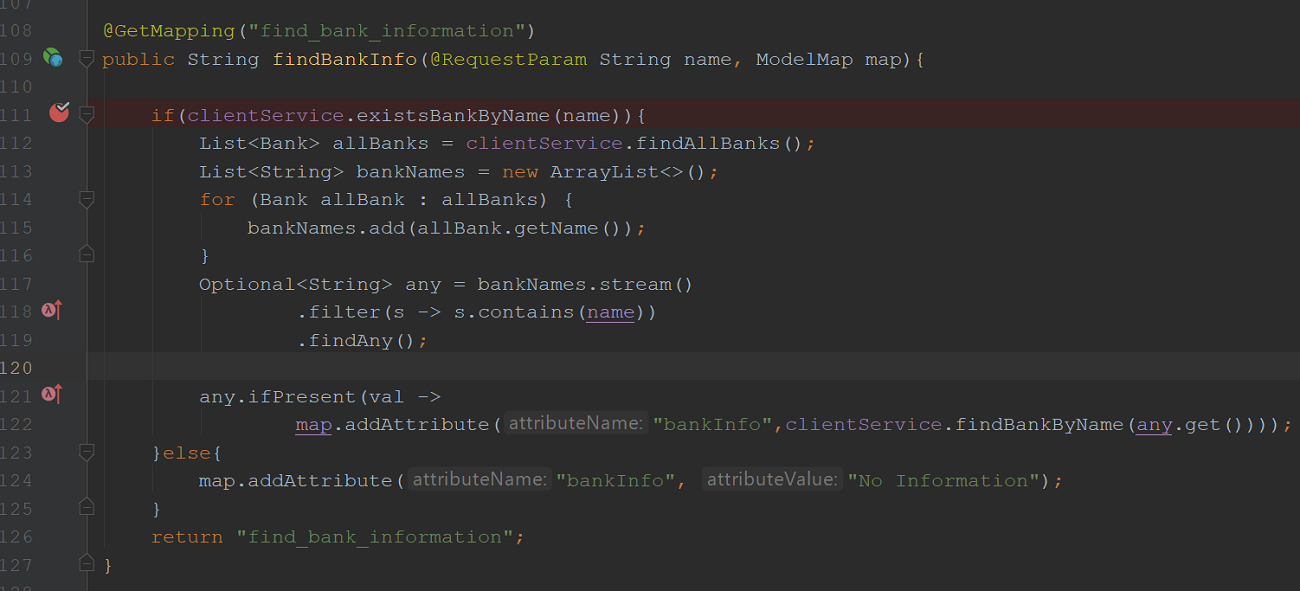 107
108 @GetMapping("find_bank_information")
109 public String findBankInfo(@RequestParam String name, ModelMap map){
110
111 if(clientService.existsBankByName(name)){
112 List<Bank> allBanks = clientService.findAllBanks();
113 List<String> bankNames = new ArrayList<>();
114 for (Bank allBank : allBanks) {
115 bankNames.add(allBank.getName());
116 }
117 Optional<String> any = bankNames.stream()
118 .filter(s -> s.contains(name))
119 .findAny();
120
121 any.ifPresent(val ->
122 map.addAttribute( attributeName: "bankInfo",clientService.findBankByName(any.get())));
123 }else{
124 map.addAttribute( attributeName: "bankInfo", attributeValue: "No Information");
125 }
126 return "find_bank_information";
127 }